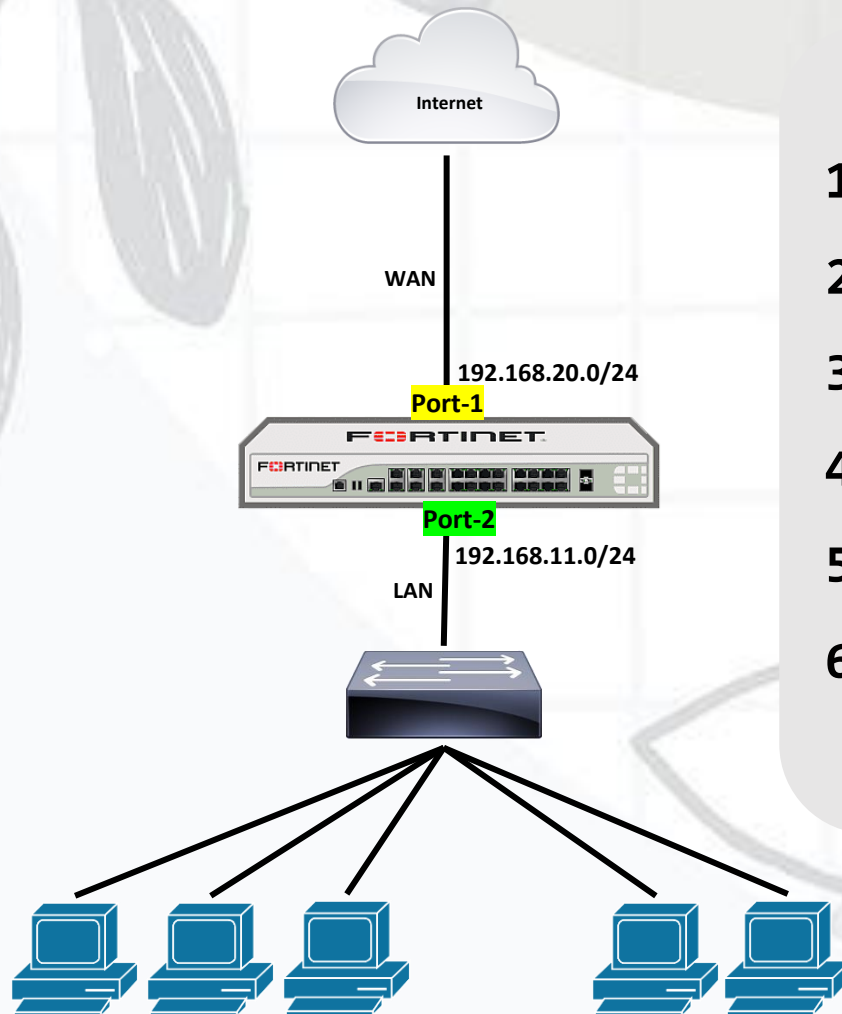 Internet
WAN
192.168.20.0/24
Port-1
FORTINET
FORTINET
Port-2
192.168.11.0/24
LAN
1
2
3
4
5
6